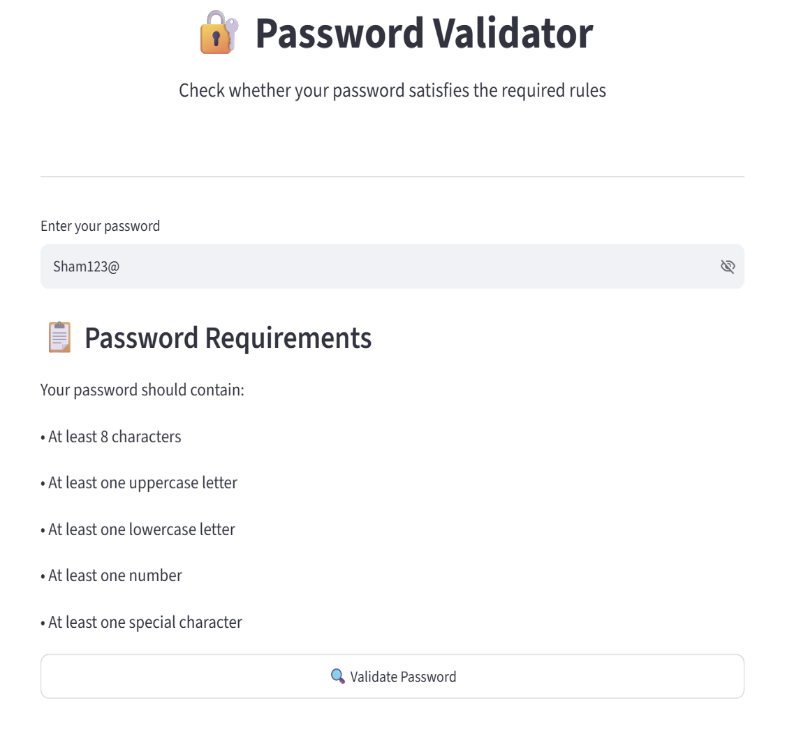 Password Validator
Check whether your password satisfies the required rules
Enter your password
Sham123@
Password Requirements
Your password should contain:
• At least 8 characters
• At least one uppercase letter
• At least one lowercase letter
• At least one number
• At least one special character
Validate Password